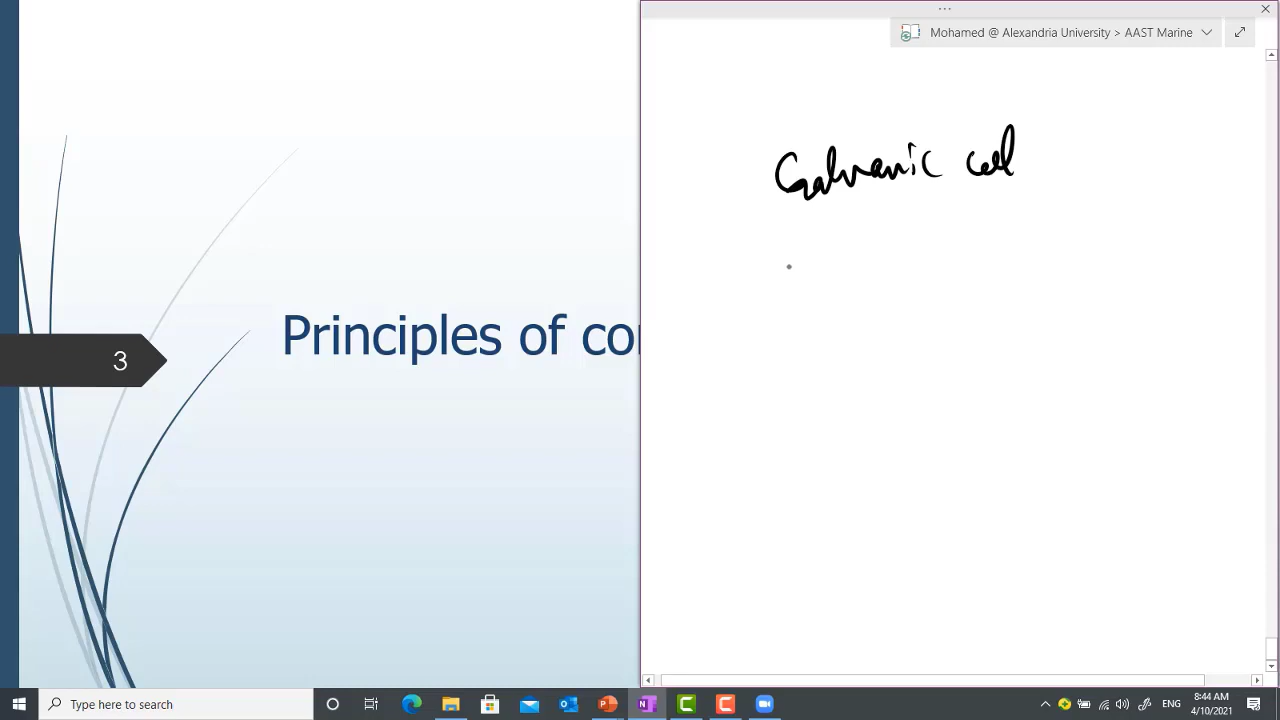 Mohamed @ Alexandria University > AAST Marine
Galvanic cell
Principles of cor
3
Type here to search
8:44 AM
4/10/2021